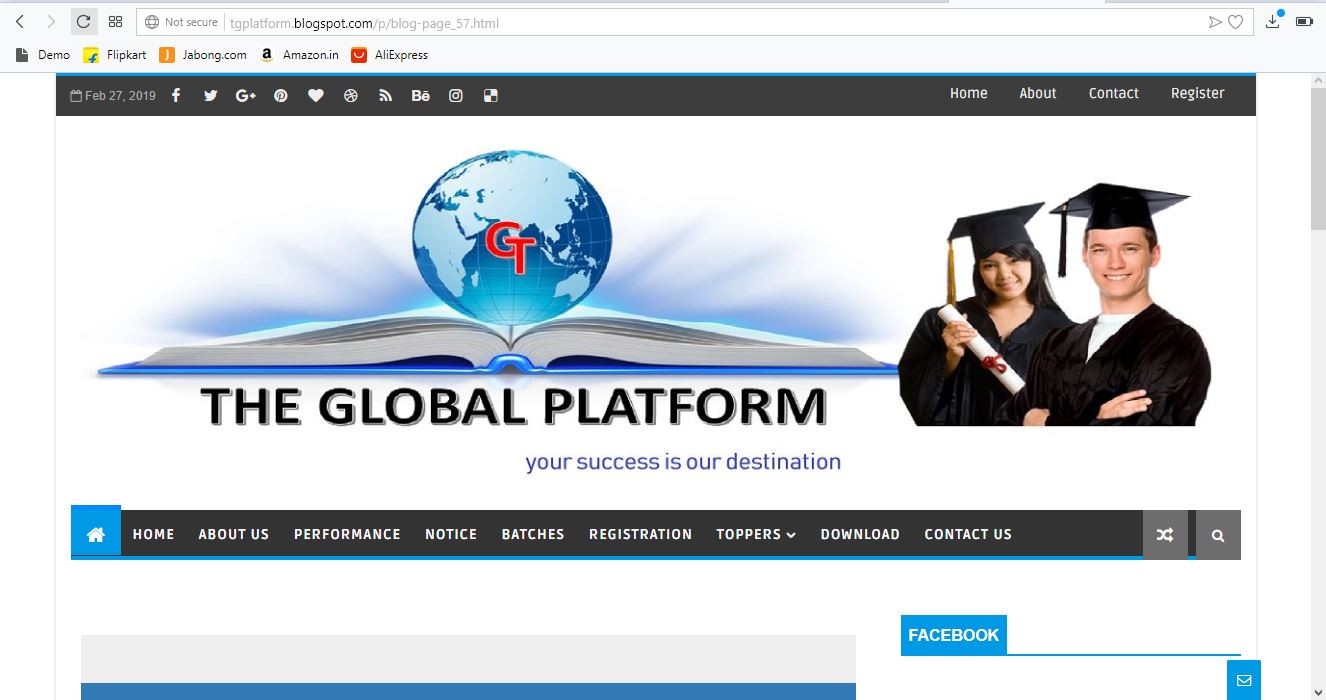 Not secure tgplatform.blogspot.com/p/blog-page_57.html
Demo Flipkart Jabong.com Amazon.in AliExpress
Feb 27, 2019 Home About Contact Register
GT
THE GLOBAL PLATFORM
your success is our destination
HOME ABOUT US PERFORMANCE NOTICE BATCHES REGISTRATION TOPPERS DOWNLOAD CONTACT US
FACEBOOK